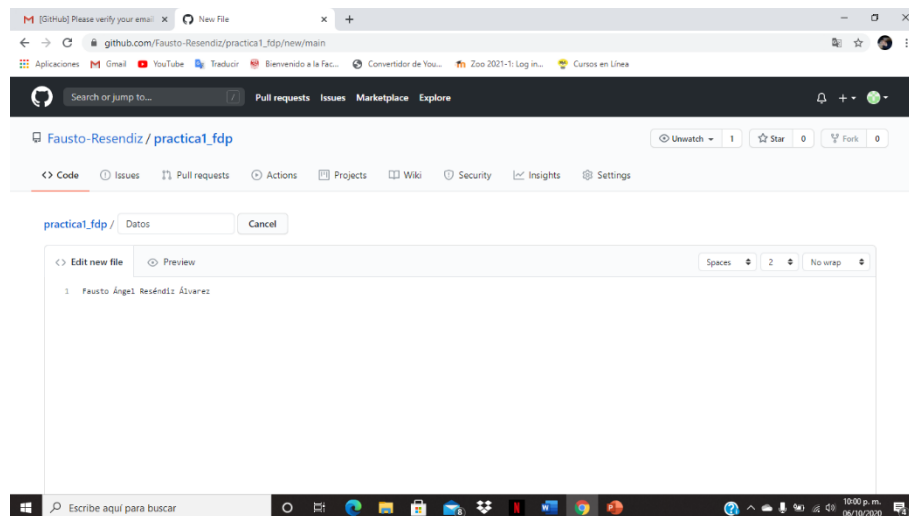 [GitHub] Please verify your email
New File
github.com/Fausto-Resendiz/practica1_fdp/new/main
Aplicaciones Gmail YouTube Traducir Bienvenido a la Fac... Convertidor de You... Zoo 2021-1: Log in... Cursos en Línea
Search or jump to... / Pull requests Issues Marketplace Explore
Fausto-Resendiz / practica1_fdp Unwatch 1 Star 0 Fork 0
<> Code Issues Pull requests Actions Projects Wiki Security Insights Settings
practica1_fdp / Datos Cancel
<> Edit new file Preview Spaces 2 No wrap
1 Fausto Ángel Reséndiz Álvarez
Escribe aquí para buscar
10:00 p. m.
06/10/2020